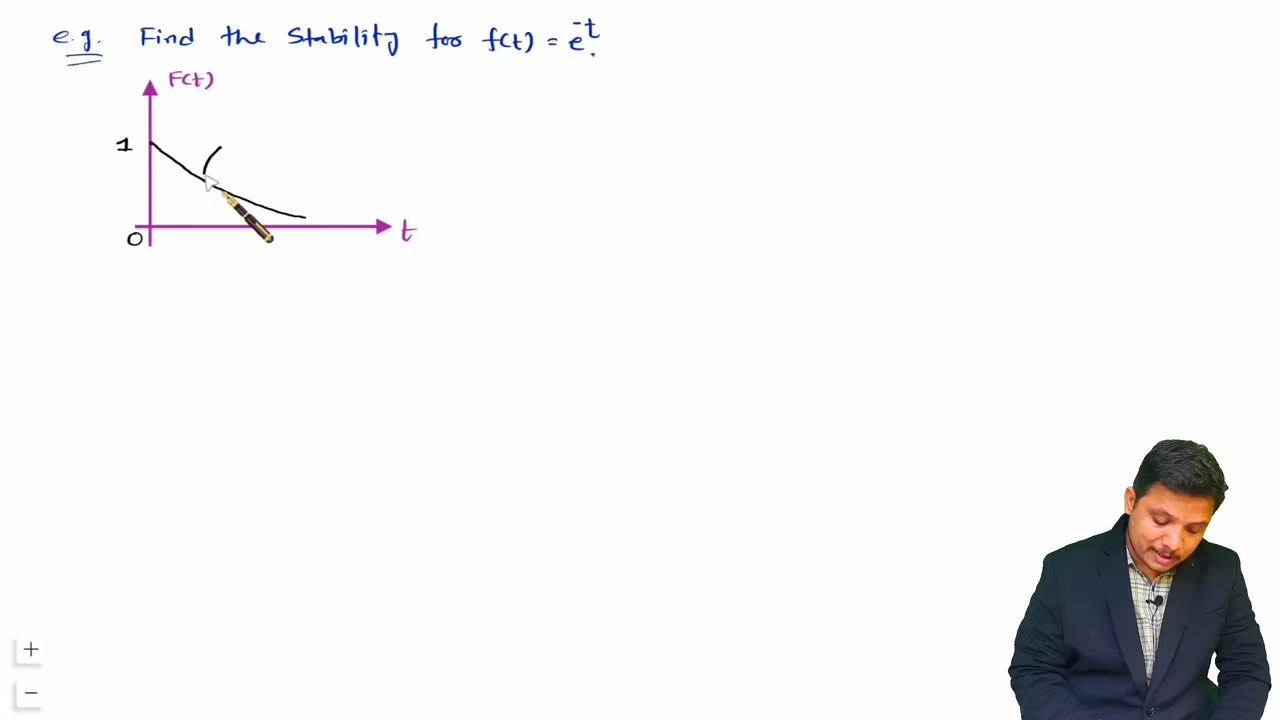 e.g. Find the Stability for f(t) = e^-t.
F(t)
1
0
t
+
−